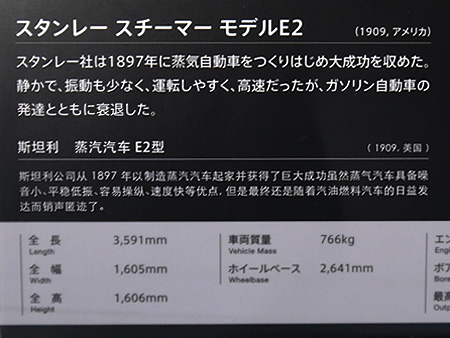 スタンレー スチーマー モデルE2 (1909, アメリカ)
スタンレー社は1897年に蒸気自動車をつくりはじめ大成功を収めた。
静かで、振動も少なく、運転しやすく、高速だったが、ガソリン自動車の
発達とともに衰退した。
斯坦利 蒸汽汽车 E2型 (1909. 美国)
斯坦利公司从 1897 年以制造蒸汽汽车起家并获得了巨大成功虽然蒸气汽车具备噪
音小、平稳低振、容易操纵、速度快等优点, 但是最终还是随着汽油燃料汽车的日益发
达而销声匿迹了。
全 長 3,591mm 車両質量 766kg エン
Length Vehicle Mass Engi
全 幅 1,605mm ホイールベース 2,641mm ボア
Width Wheelbase Bore
全 高 1,606mm 最高
Height Outp